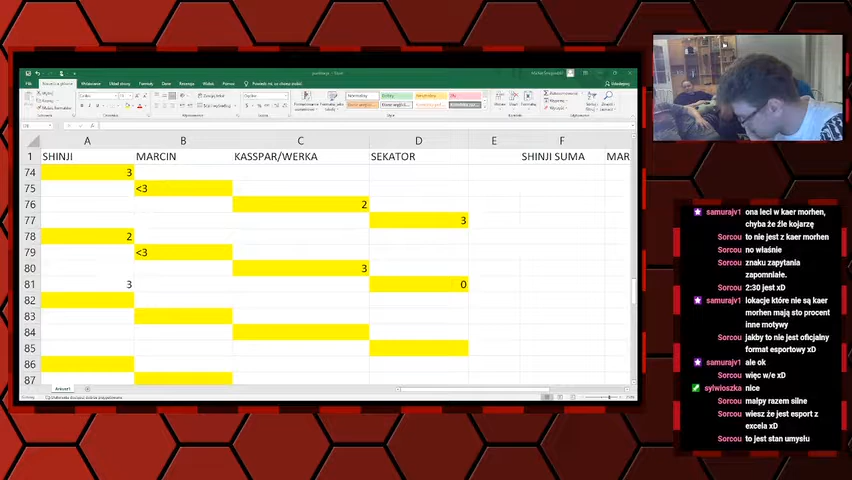 Udostępnij
A B C D E F
1 SHINJI MARCIN KASSPAR/WERKA SEKATOR SHINJI SUMA MAR
74 3
75 <3
76 2
77 3
78 2
79 <3
80 3
81 3 0
82
83
84
85
86
87
Arkusz1
samurajv1 ona leci w kaer morhen,
chyba że źle kojarzę
Sorcou to nie jest z kaer morhen
Sorcou no właśnie
Sorcou znaku zapytania
zapomniałe.
Sorcou 2:30 jest xD
samurajv1 lokacje które nie są kaer
morhen mają sto procent
inne motywy
Sorcou jakby to nie jest oficjalny
format esportowy xD
samurajv1 ale ok
Sorcou więc w/e xD
sylwioszka nice
Sorcou małpy razem silne
Sorcou wiesz że jest esport z
excela xD
Sorcou to jest stan umysłu